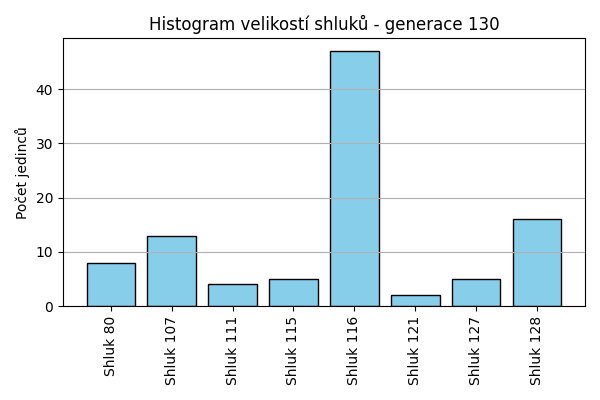 Histogram velikostí shluků - generace 130
Počet jedinců
40
30
20
10
0
Shluk 80
Shluk 107
Shluk 111
Shluk 115
Shluk 116
Shluk 121
Shluk 127
Shluk 128